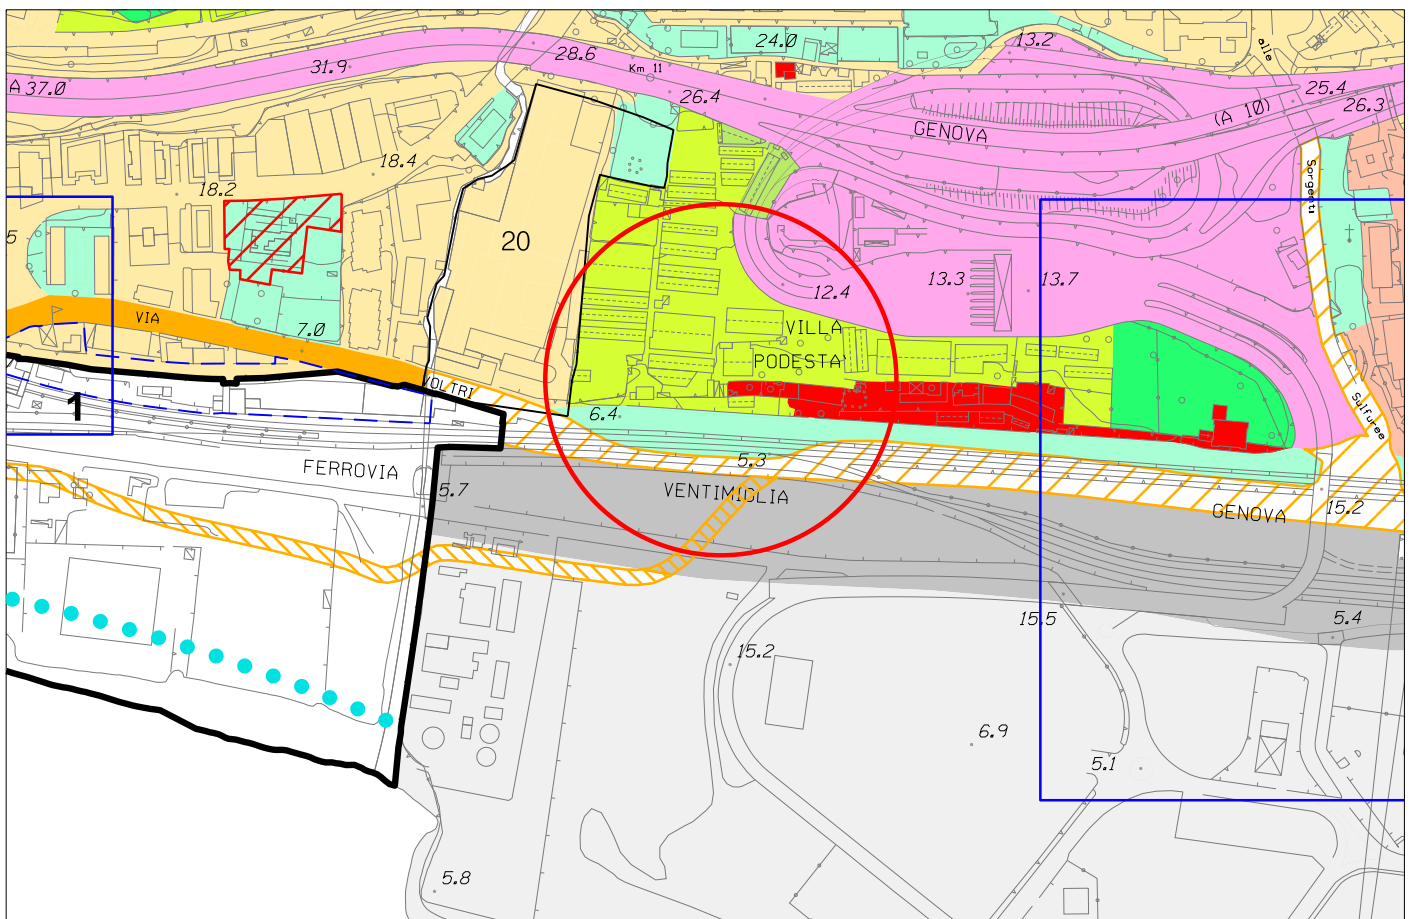 24.0
13.2
alle
28.6
31.9
Km 11
A 37.0
26.4
25.4
26.3
(A 10)
GENOVA
18.4
18.2
Sorgenti
5
20
13.3
13.7
12.4
VIA
7.0
VILLA
PODESTA'
VOLTRI
1
6.4
Sulfuree
5.3
FERROVIA
5.7
VENTIMIGLIA
GENOVA
15.2
15.5
5.4
15.2
6.9
5.1
5.8